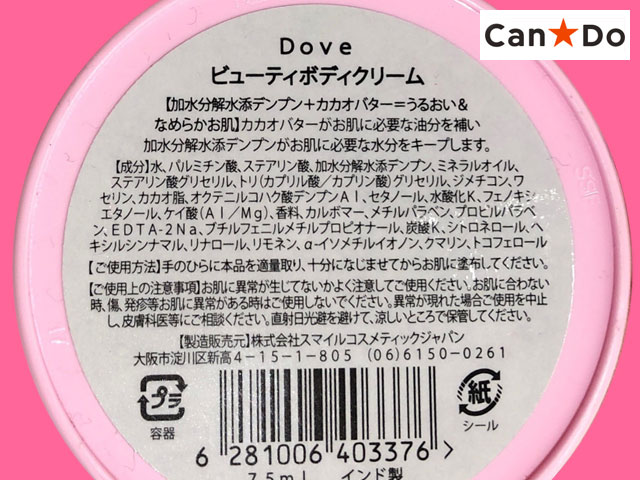 Can★Do
Dove
ビューティボディクリーム
【加水分解水添デンプン+カカオバター=うるおい&
なめらかお肌】カカオバターがお肌に必要な油分を補い
加水分解水添デンプンがお肌に必要な水分をキープします。
【成分】水、パルミチン酸、ステアリン酸、加水分解水添デンプン、ミネラルオイル、
ステアリン酸グリセリル、トリ(カプリル酸/カプリン酸)グリセリル、ジメチコン、ワ
セリン、カカオ脂、オクテニルコハク酸デンプンAl、セタノール、水酸化K、フェノキシ
エタノール、ケイ酸(Al/Mg)、香料、カルボマー、メチルパラベン、プロピルパラベ
ン、EDTA-2Na、ブチルフェニルメチルプロピオナール、炭酸K、シトロネロール、ヘ
キシルシンナマル、リナロール、リモネン、α-イソメチルイオノン、クマリン、トコフェロール
【ご使用方法】手のひらに本品を適量取り、十分になじませてからお肌に塗布してください。
【ご使用上の注意事項】お肌に異常が生じてないかよく注意してご使用ください。お肌に合わない
時、傷、発疹等お肌に異常がある時はご使用しないでください。異常が現れた場合ご使用を中止
し、皮膚科医等にご相談ください。直射日光避を避けて、涼しいところで保管してください。
【製造販売元】株式会社スマイルコスメティックジャパン
大阪市淀川区新高4-15-1-805 (06)6150-0261
プラ
容器
紙
シール
6 281006 403376 >
75ml インド製